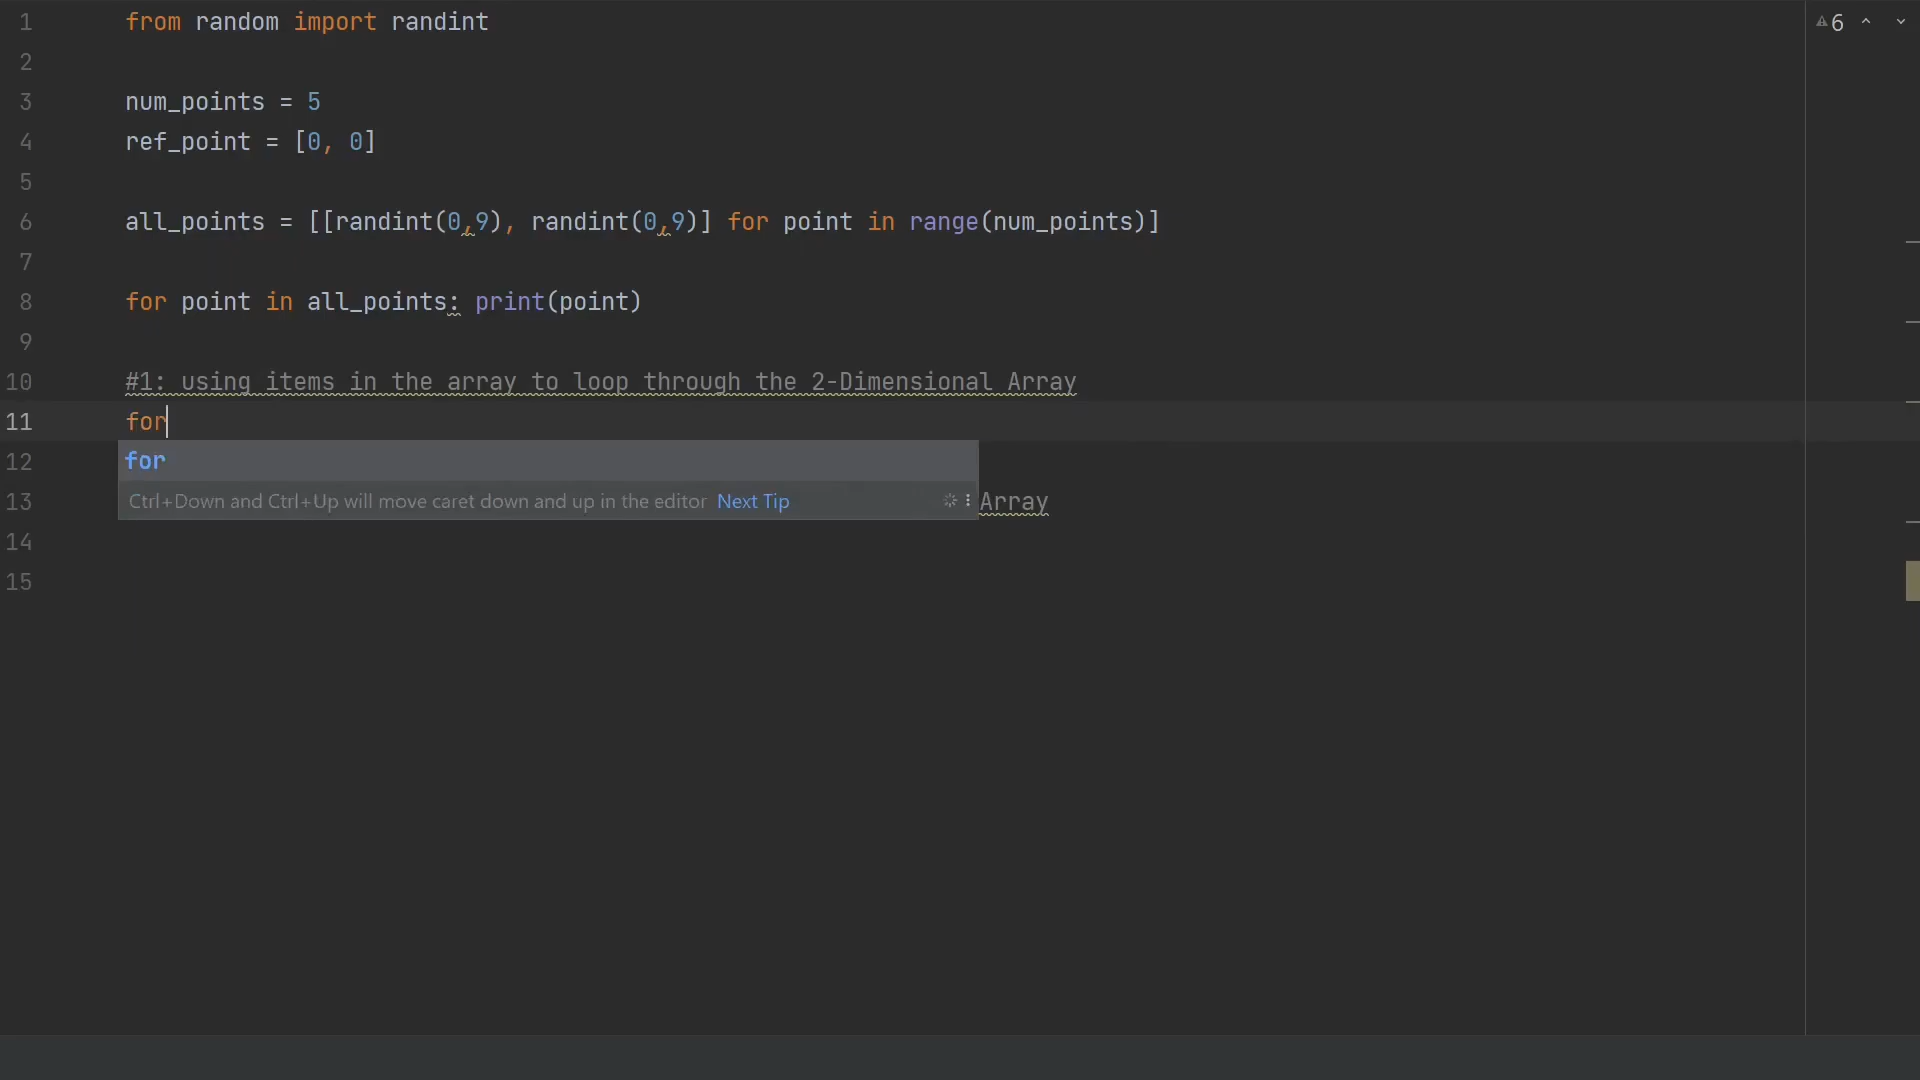 1 from random import randint
2
3 num_points = 5
4 ref_point = [0, 0]
5
6 all_points = [[randint(0,9), randint(0,9)] for point in range(num_points)]
7
8 for point in all_points: print(point)
9
10 #1: using items in the array to loop through the 2-Dimensional Array
11 for
12 for
13 Ctrl+Down and Ctrl+Up will move caret down and up in the editor Next Tip Array
14
15
6